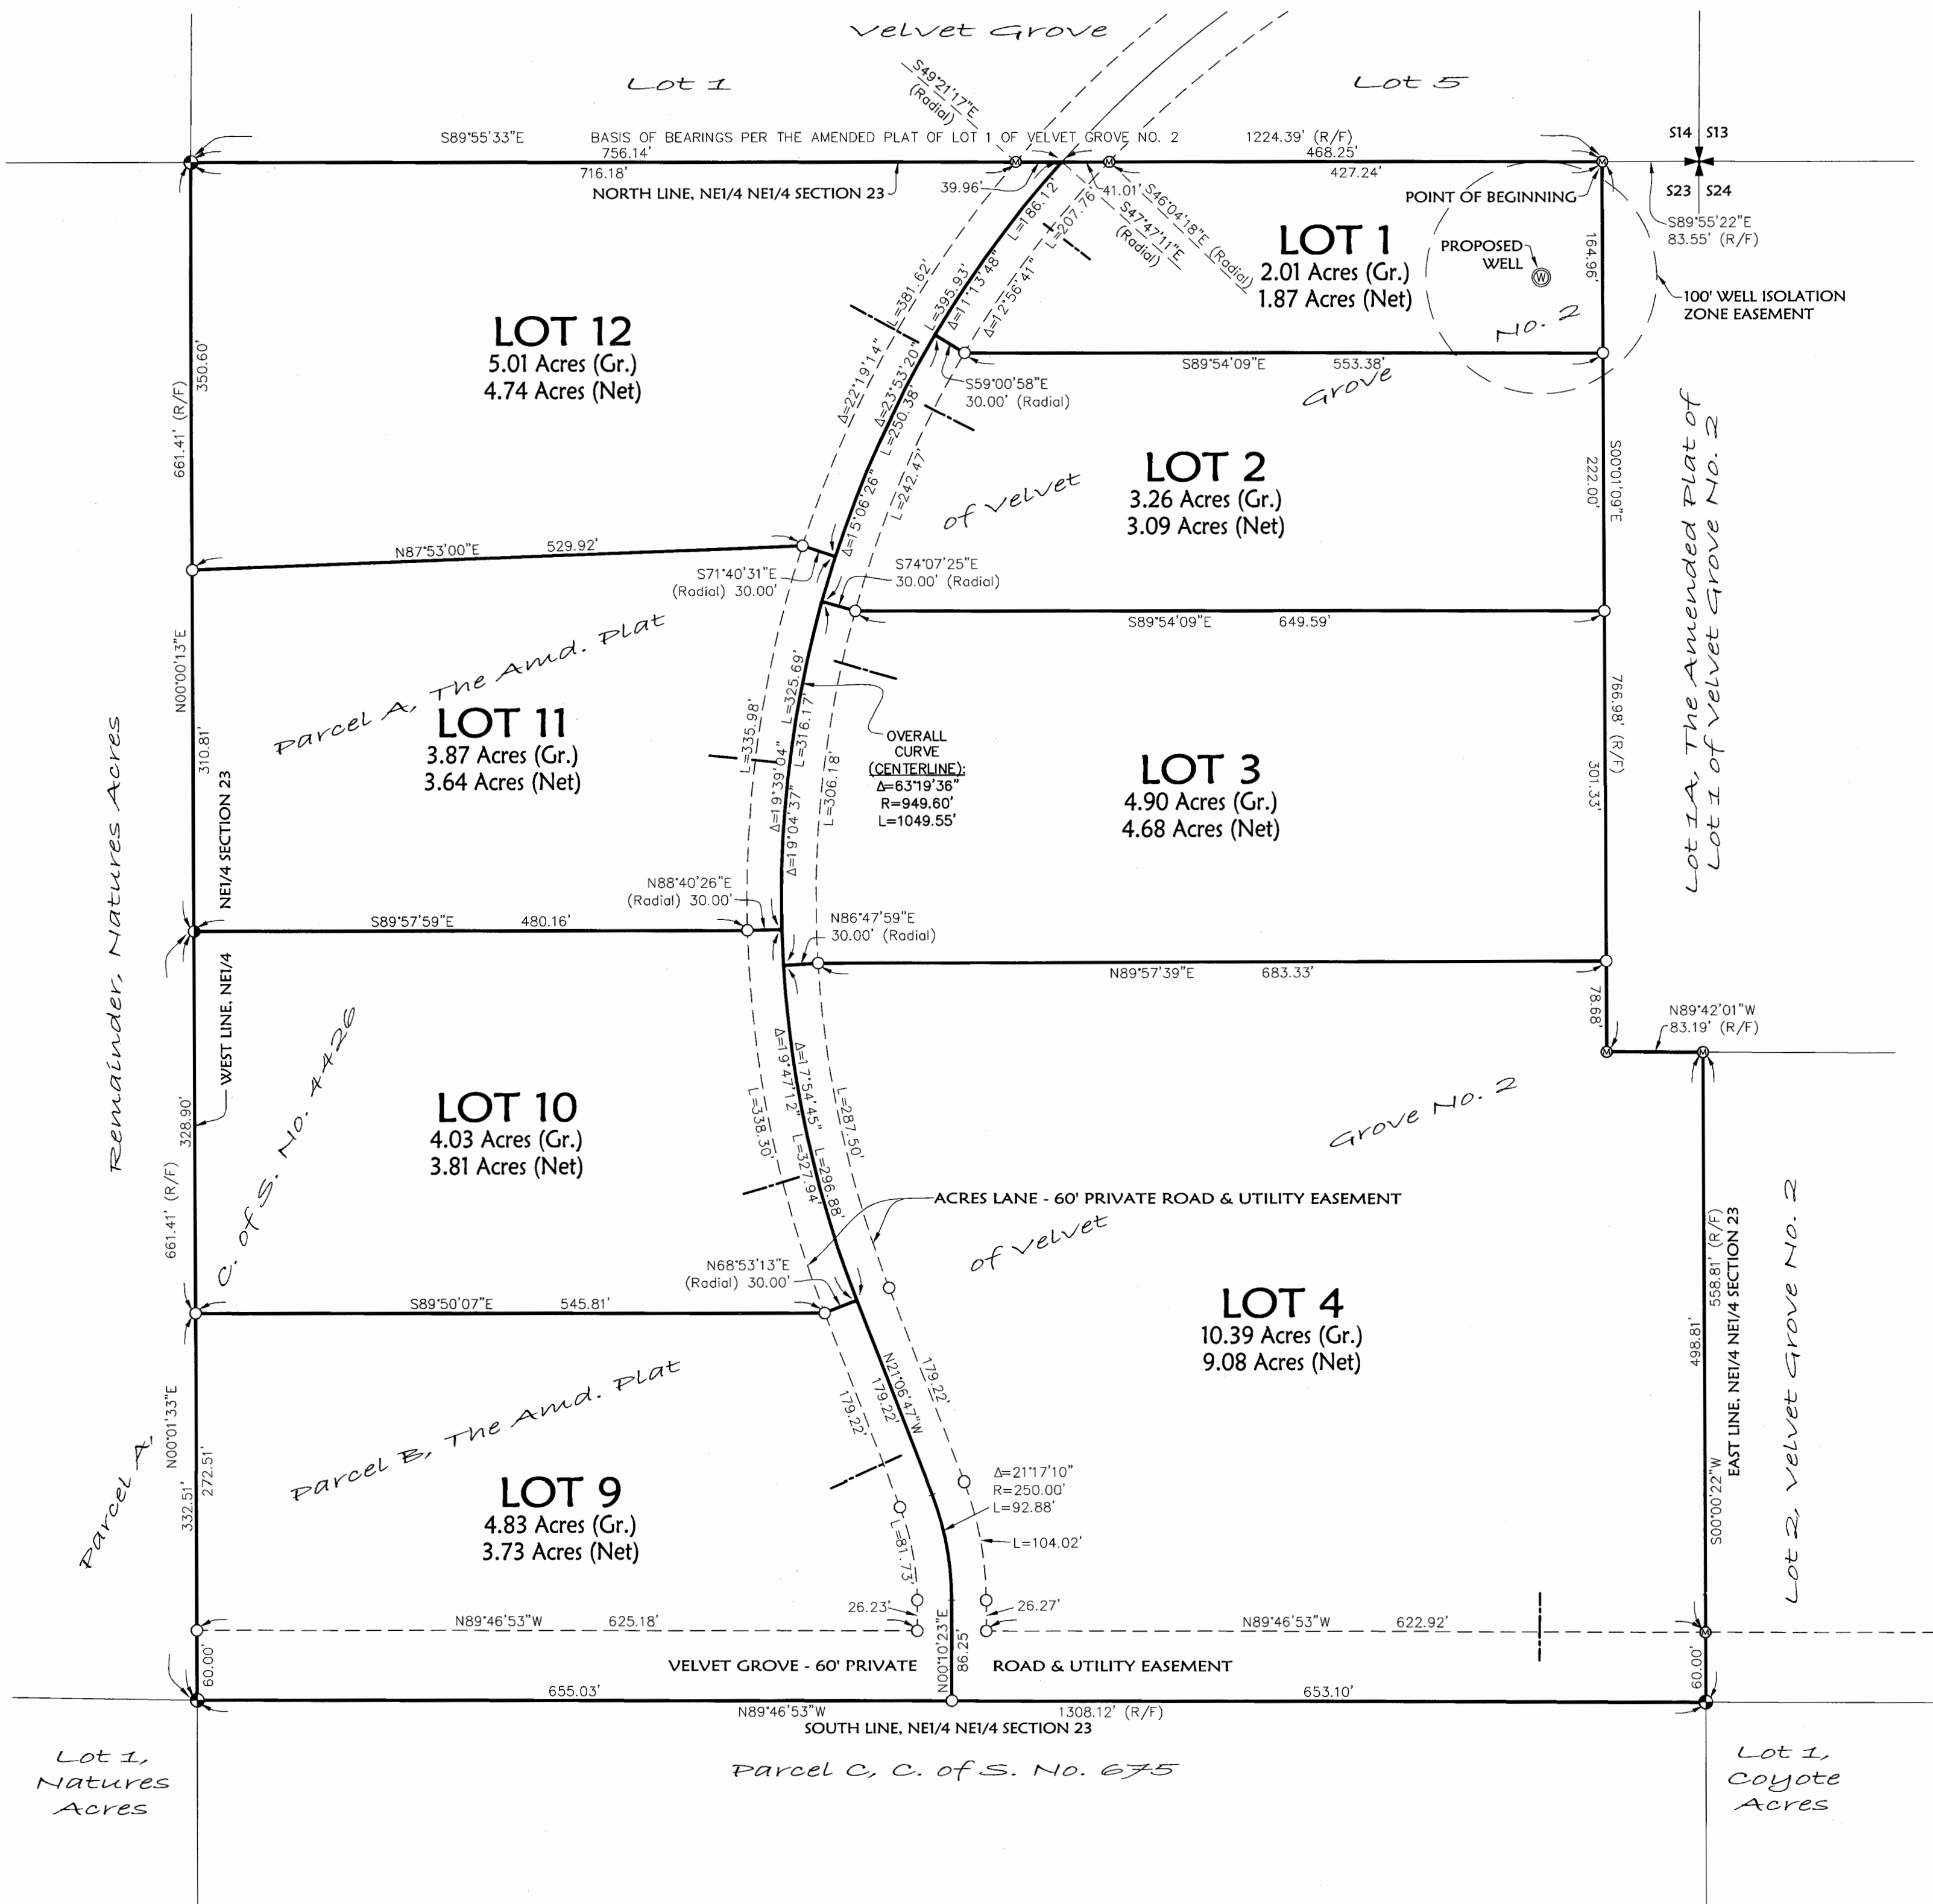 Velvet Grove
Lot 1
Lot 5
S49°21'17"E
(Radial)
S89°55'33"E
BASIS OF BEARINGS PER THE AMENDED PLAT OF LOT 1 OF VELVET GROVE NO. 2
1224.39' (R/F)
756.14'
468.25'
716.18'
39.96'
41.01'
427.24'
NORTH LINE, NE1/4 NE1/4 SECTION 23
S14
S13
S23
S24
POINT OF BEGINNING
S89°55'22"E
83.55' (R/F)
S46°04'18"E (Radial)
S47°47'11"E
(Radial)
L=186.12'
L=207.76'
LOT 1
2.01 Acres (Gr.)
1.87 Acres (Net)
PROPOSED
WELL
W
164.96'
100' WELL ISOLATION
ZONE EASEMENT
No. 2
L=381.62'
L=395.93'
Δ=11°13'48"
Δ=12°56'41"
LOT 12
5.01 Acres (Gr.)
4.74 Acres (Net)
350.60'
661.41' (R/F)
S89°54'09"E
553.38'
S59°00'58"E
30.00' (Radial)
Grove
Δ=22°19'14"
Δ=23°53'20"
L=250.38'
L=242.47'
Δ=15°06'26"
of Velvet
LOT 2
3.26 Acres (Gr.)
3.09 Acres (Net)
S00°01'09"E
222.00'
Lot 1A, The Amended Plat of
Lot 1 of Velvet Grove No. 2
N87°53'00"E
529.92'
S71°40'31"E
(Radial) 30.00'
S74°07'25"E
30.00' (Radial)
S89°54'09"E
649.59'
N00°00'13"E
Parcel A, The Amd. Plat
LOT 11
3.87 Acres (Gr.)
3.64 Acres (Net)
310.81'
L=335.98'
L=325.69'
L=316.17'
Δ=19°39'04"
Δ=19°04'37"
L=306.18'
OVERALL
CURVE
(CENTERLINE):
Δ=63°19'36"
R=949.60'
L=1049.55'
LOT 3
4.90 Acres (Gr.)
4.68 Acres (Net)
766.98' (R/F)
301.33'
Remainder, Natures Acres
NE1/4 SECTION 23
WEST LINE, NE1/4
N88°40'26"E
(Radial) 30.00'
S89°57'59"E
480.16'
N86°47'59"E
30.00' (Radial)
N89°57'39"E
683.33'
78.68'
N89°42'01"W
83.19' (R/F)
C. of S. No. 4426
328.90'
661.41' (R/F)
LOT 10
4.03 Acres (Gr.)
3.81 Acres (Net)
L=338.30'
Δ=19°47'12"
L=327.94'
Δ=17°54'45"
L=296.88'
L=287.50'
Grove No. 2
of Velvet
ACRES LANE - 60' PRIVATE ROAD & UTILITY EASEMENT
N68°53'13"E
(Radial) 30.00'
S89°50'07"E
545.81'
LOT 4
10.39 Acres (Gr.)
9.08 Acres (Net)
558.81' (R/F)
498.81'
EAST LINE, NE1/4 NE1/4 SECTION 23
S00°00'22"W
Lot 2, Velvet Grove No. 2
Parcel B, The Amd. Plat
Parcel A,
N00°01'33"E
332.51'
272.51'
LOT 9
4.83 Acres (Gr.)
3.73 Acres (Net)
179.22'
N21°06'47"W
179.22'
179.22'
Δ=21°17'10"
R=250.00'
L=92.88'
L=104.02'
L=81.73'
26.23'
26.27'
N89°46'53"W
625.18'
N89°46'53"W
622.92'
60.00'
VELVET GROVE - 60' PRIVATE
ROAD & UTILITY EASEMENT
N00°10'23"E
86.25'
60.00'
655.03'
653.10'
N89°46'53"W
1308.12' (R/F)
SOUTH LINE, NE1/4 NE1/4 SECTION 23
Parcel C, C. of S. No. 675
Lot 1,
Natures
Acres
Lot 1,
Coyote
Acres